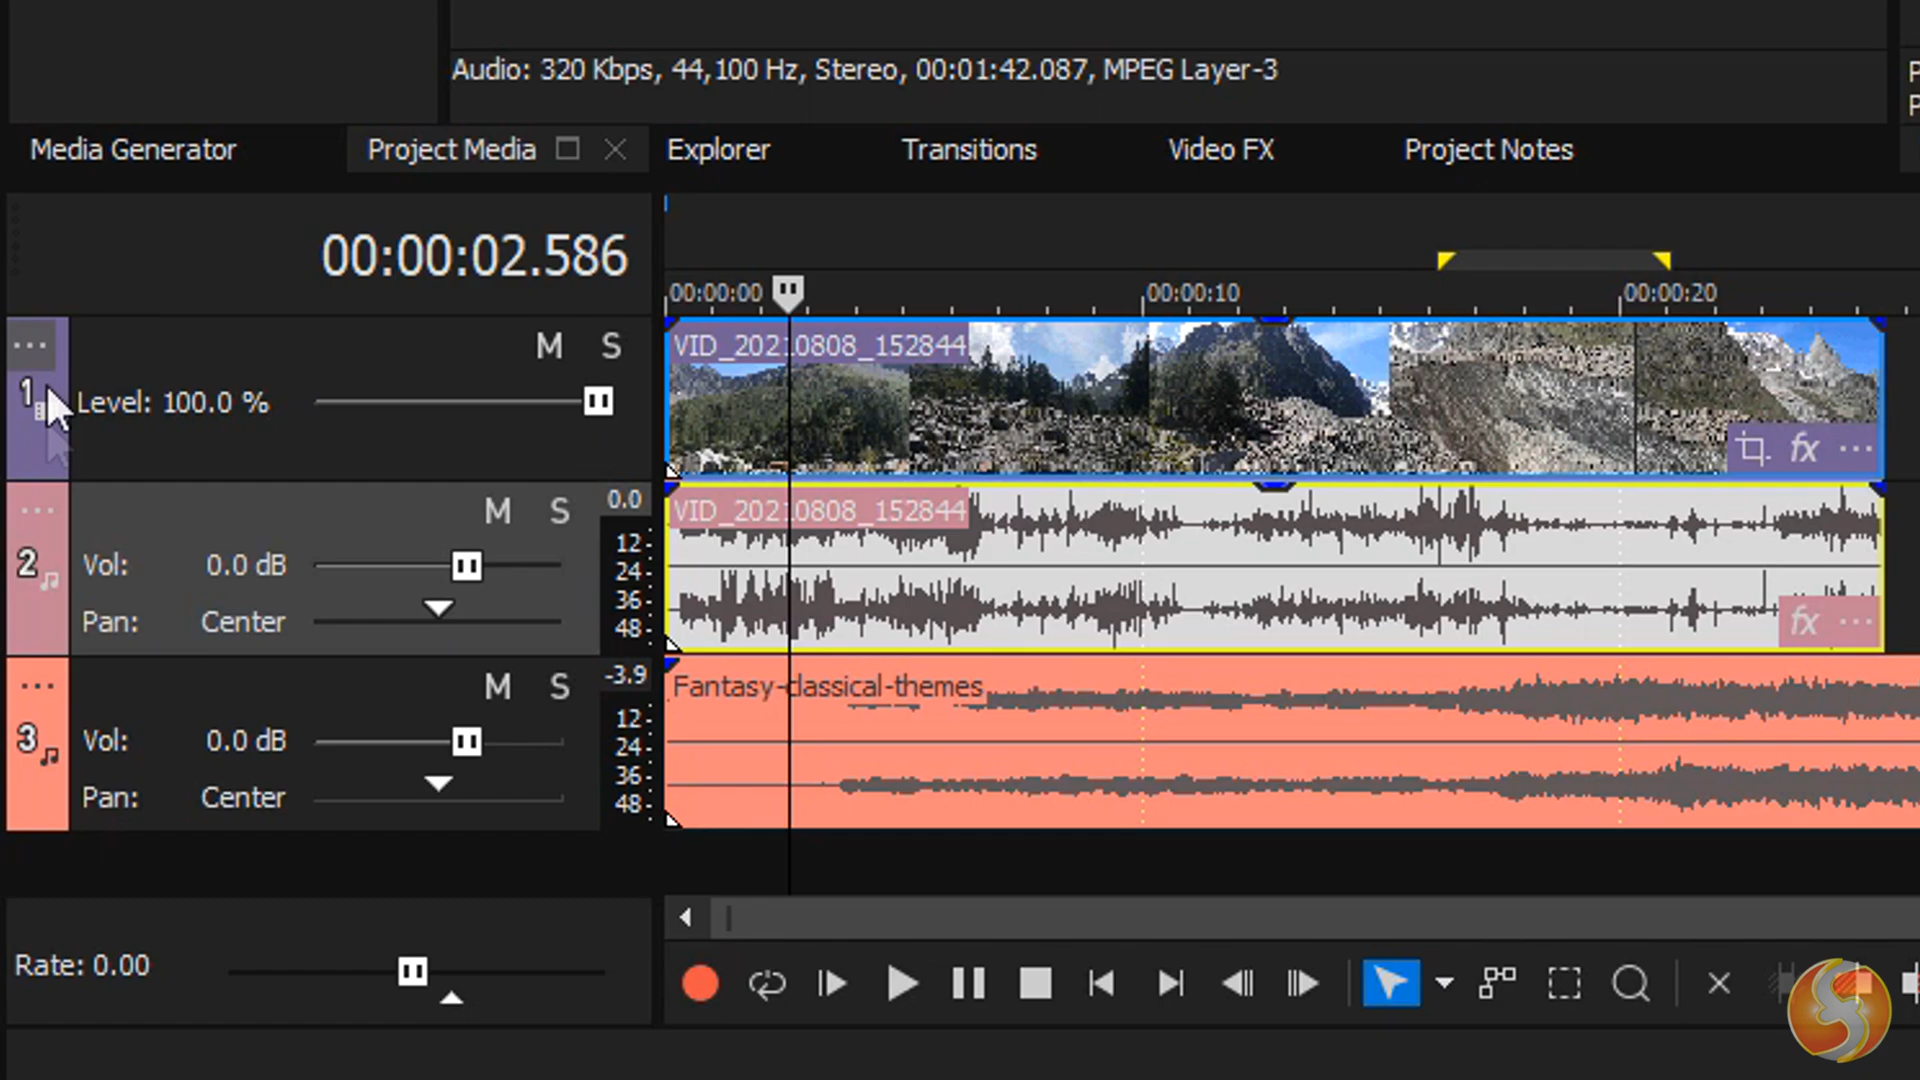 Audio: 320 Kbps, 44,100 Hz, Stereo, 00:01:42.087, MPEG Layer-3
P
P
Media Generator
Project Media
Explorer
Transitions
Video FX
Project Notes
00:00:02.586
00:00:00
00:00:10
00:00:20
1
M S
Level: 100.0 %
VID_20210808_152844
fx
2
M S
Vol: 0.0 dB
Pan: Center
0.0
12
24
36
48
VID_20210808_152844
fx
3
M S
Vol: 0.0 dB
Pan: Center
-3.9
12
24
36
48
Fantasy-classical-themes
Rate: 0.00